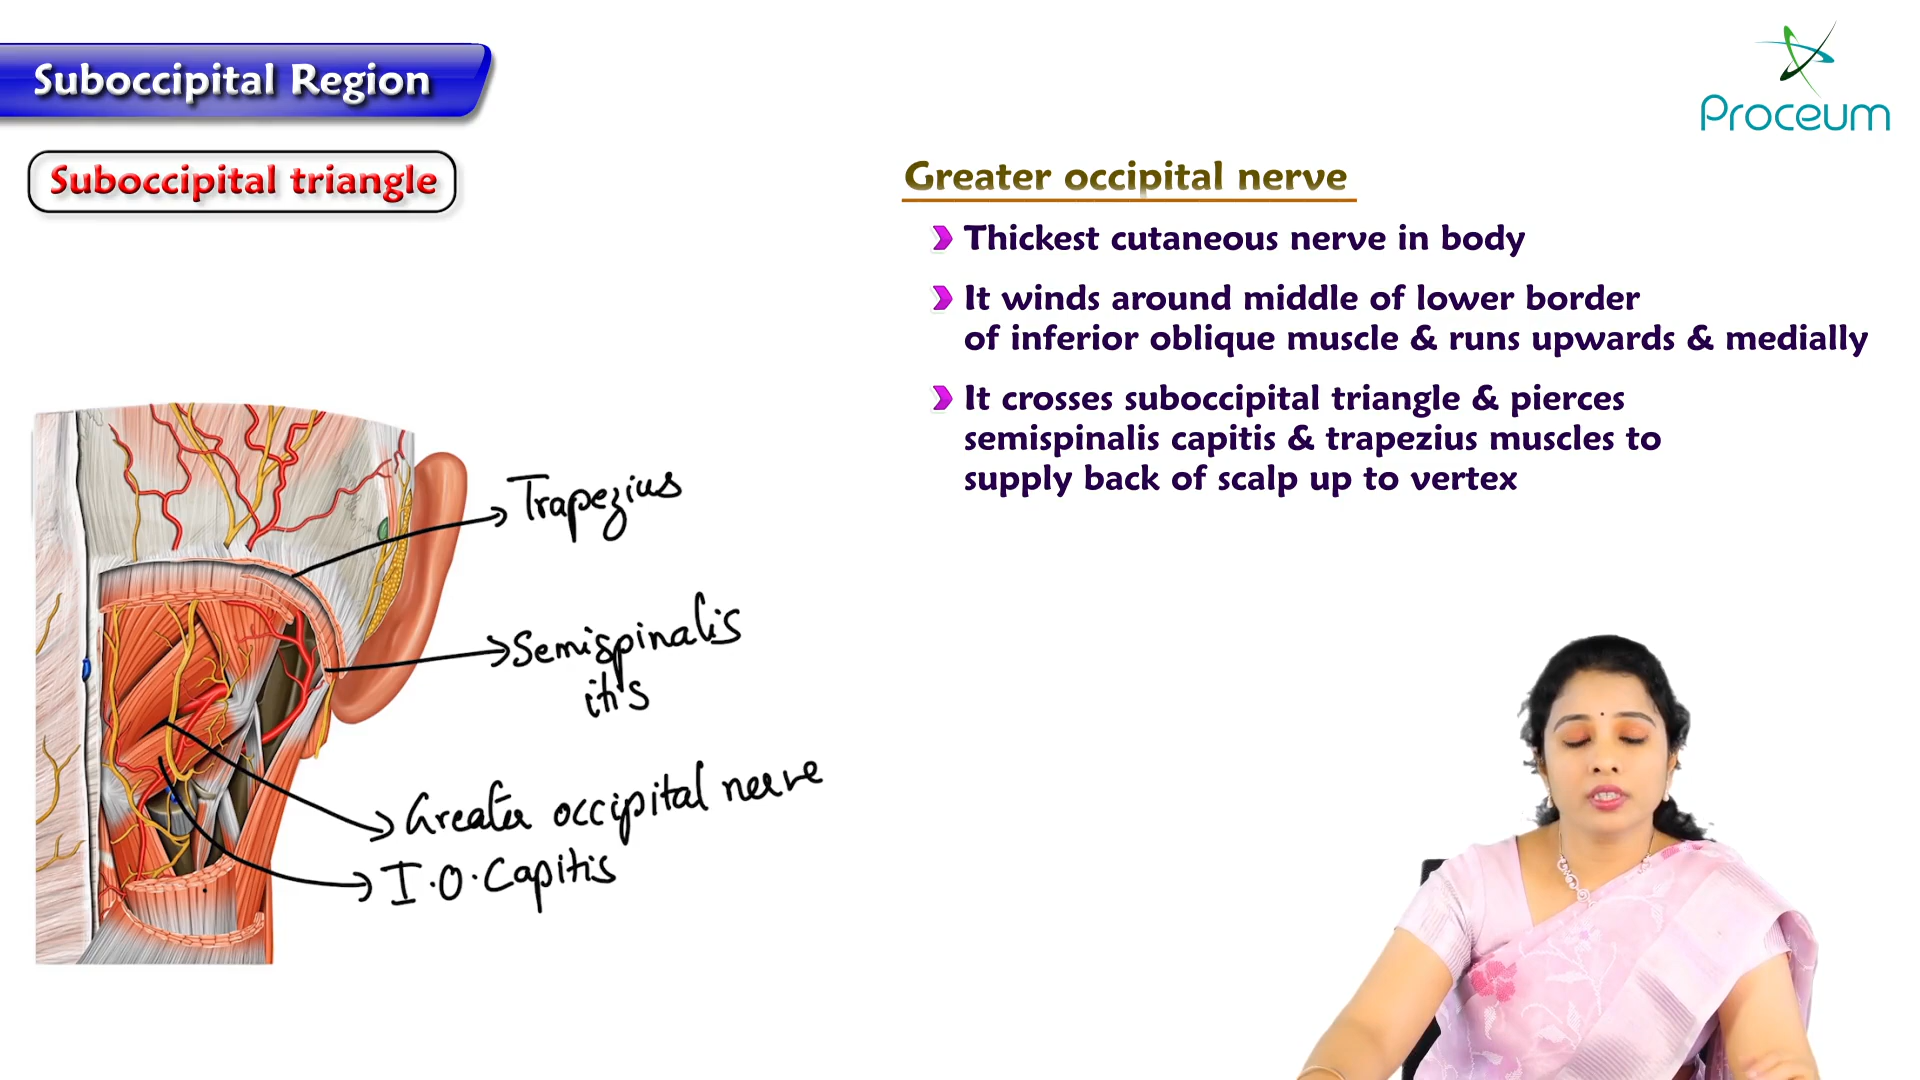 Suboccipital Region
Proceum
Suboccipital triangle
Greater occipital nerve
Thickest cutaneous nerve in body
It winds around middle of lower border
of inferior oblique muscle & runs upwards & medially
It crosses suboccipital triangle & pierces
semispinalis capitis & trapezius muscles to
supply back of scalp up to vertex
Trapezius
Semispinalis
itis
Greater occipital nerve
I.O.Capitis